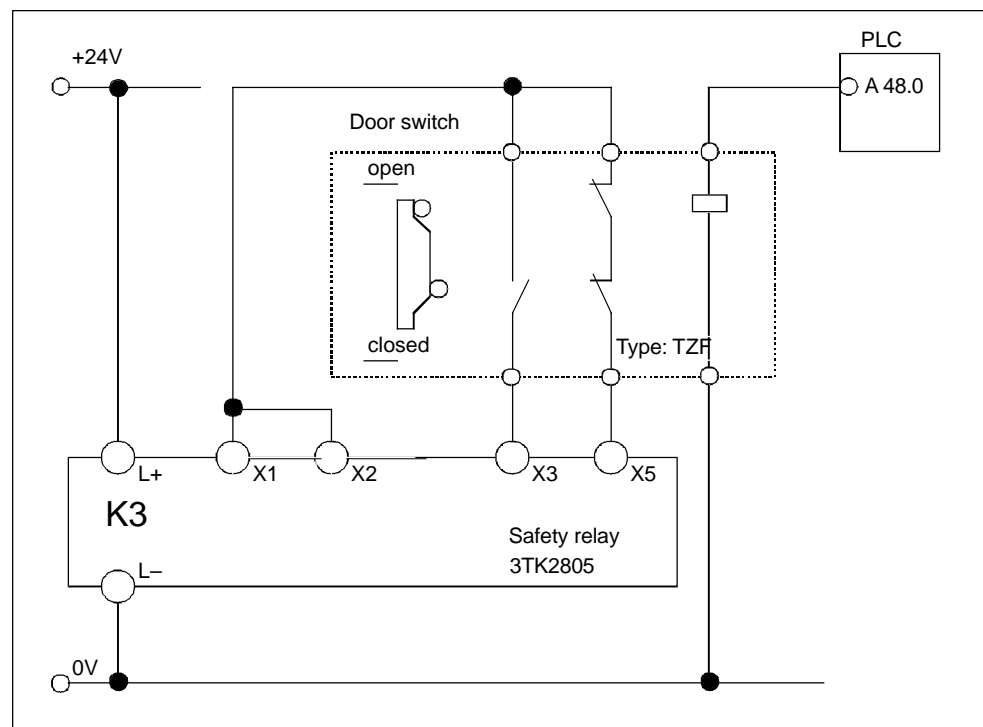 PLC
+24V
A 48.0
Door switch
open
closed
Type: TZF
L+
X1
X2
X3
X5
K3
Safety relay
3TK2805
L–
0V